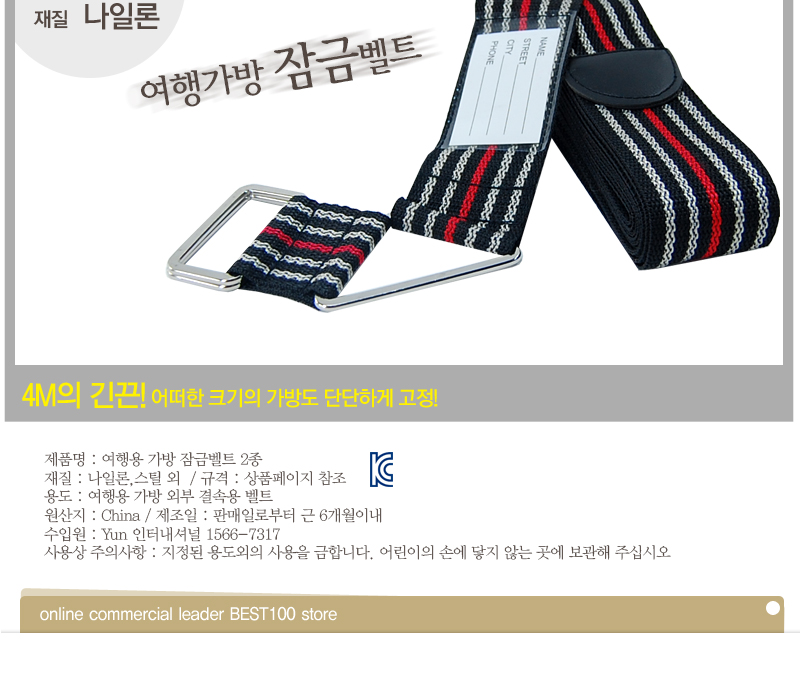 재질 나일론
여행가방 잠금벨트
NAME
STREET
CITY
PHONE
4M의 긴끈! 어떠한 크기의 가방도 단단하게 고정!
제품명 : 여행용 가방 잠금벨트 2종
재질 : 나일론,스틸 외 / 규격 : 상품페이지 참조
용도 : 여행용 가방 외부 결속용 벨트
원산지 : China / 제조일 : 판매일로부터 근 6개월이내
수입원 : Yun 인터내셔널 1566-7317
사용상 주의사항 : 지정된 용도외의 사용을 금합니다. 어린이의 손에 닿지 않는 곳에 보관해 주십시오
online commercial leader BEST100 store